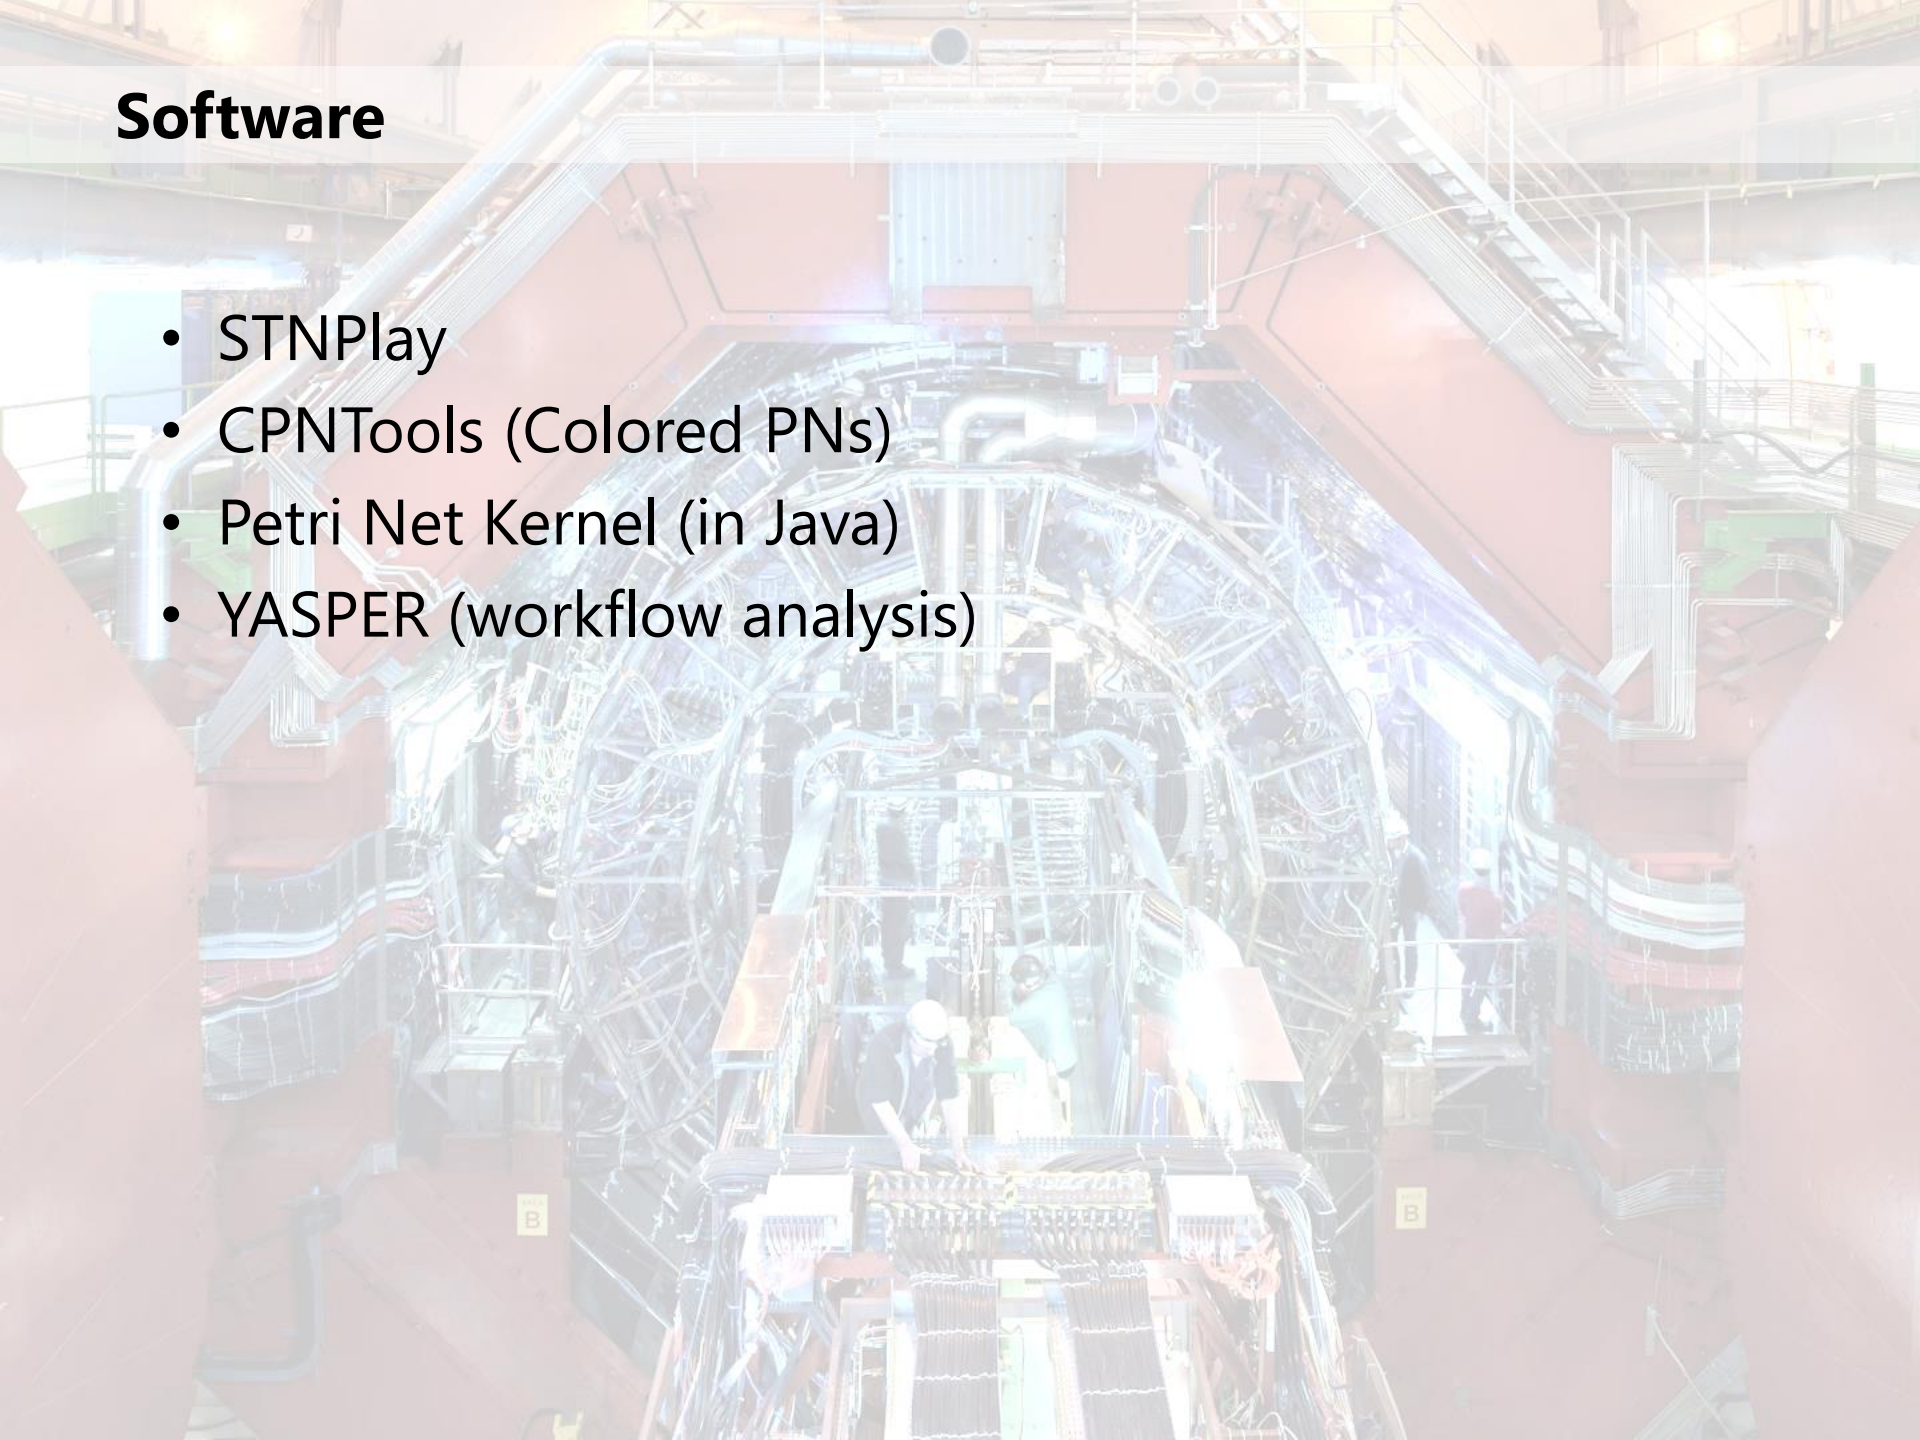 Software
• STNPlay
• CPNTools (Colored PNs)
• Petri Net Kernel (in Java)
• YASPER (workflow analysis)
B
B